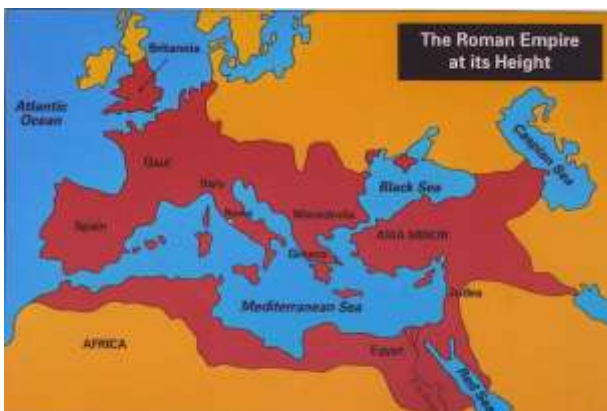 The Roman Empire
at its Height
Britannia
Atlantic
Ocean
Caspian Sea
Gaul
Italy
Black Sea
Rome
Macedonia
Spain
ASIA MINOR
Greece
Judea
Mediterranean Sea
AFRICA
Egypt
Red Sea